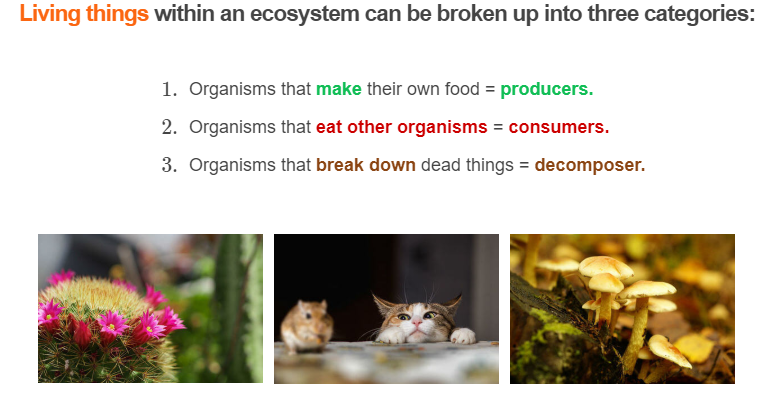 Living things within an ecosystem can be broken up into three categories:
1. Organisms that make their own food = producers.
2. Organisms that eat other organisms = consumers.
3. Organisms that break down dead things = decomposer.